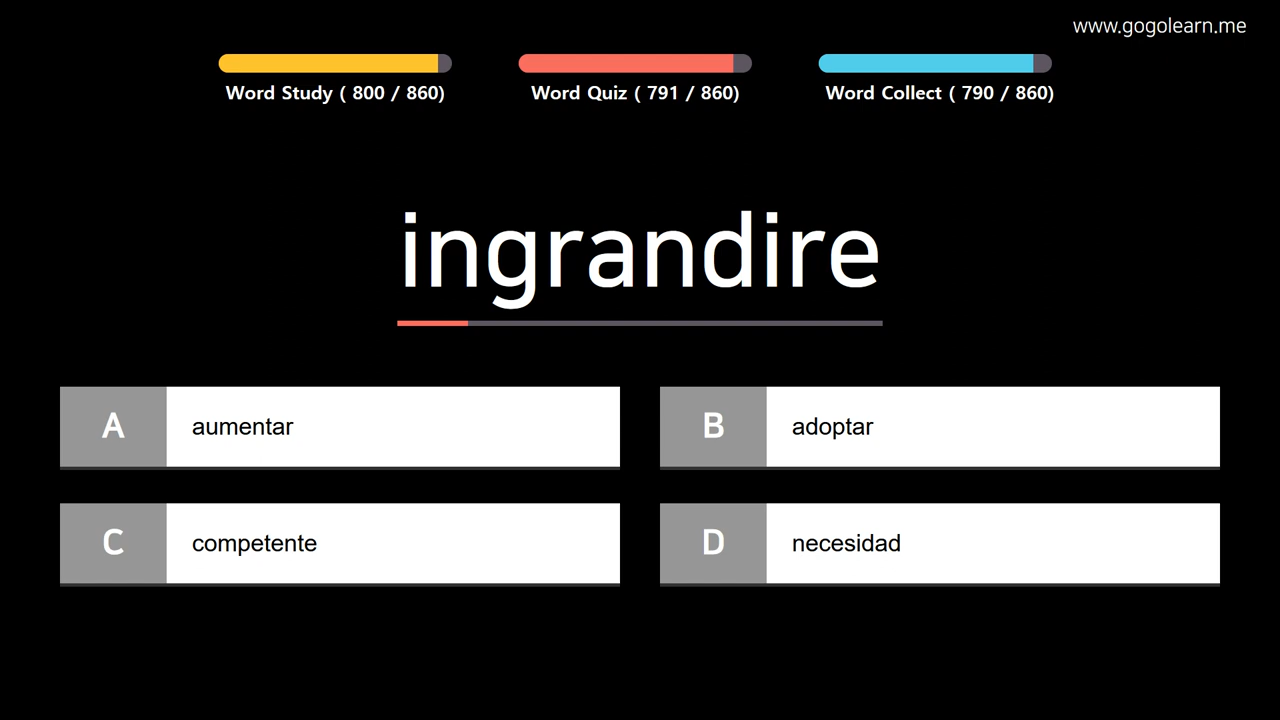 www.gogolearn.me
Word Study ( 800 / 860)
Word Quiz ( 791 / 860)
Word Collect ( 790 / 860)
ingrandire
A aumentar
B adoptar
C competente
D necesidad